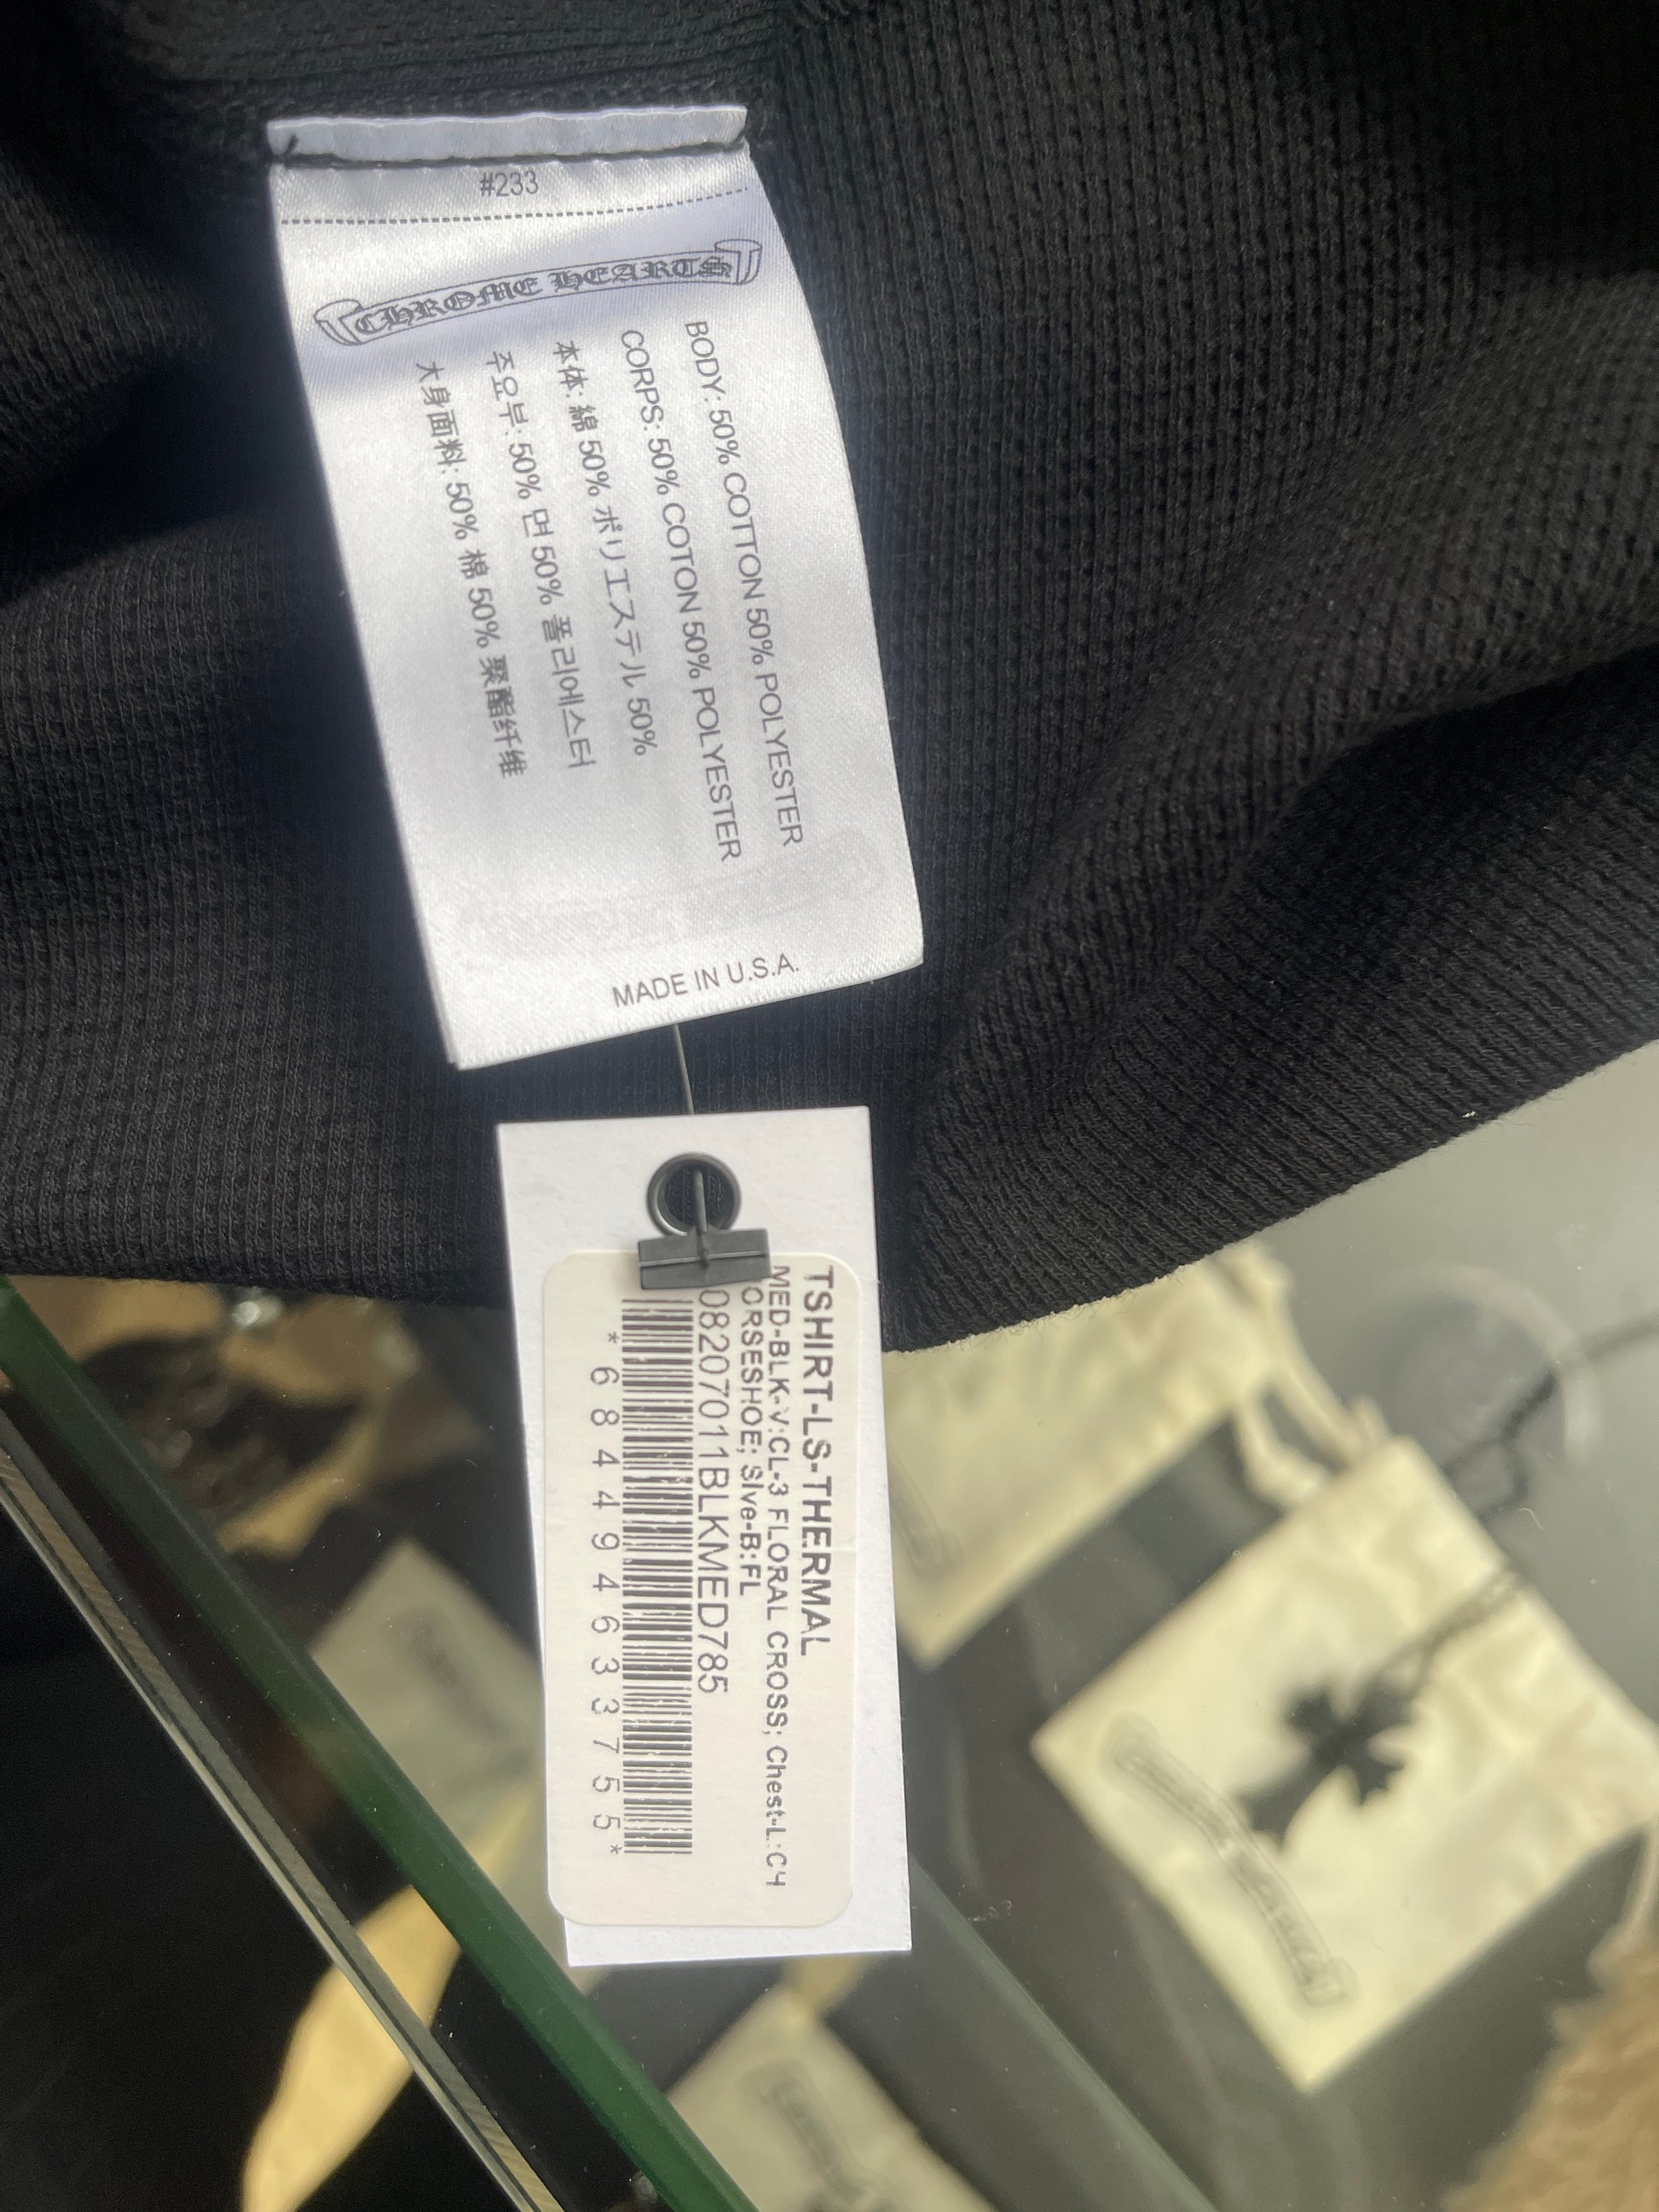 #233
CHROME HEARTS
BODY: 50% COTTON 50% POLYESTER
CORPS: 50% COTON 50% POLYESTER
本体: 綿 50% ポリエステル 50%
주요부: 50% 면 50% 폴리에스터
大身面料: 50% 棉 50% 聚酯纤维
MADE IN U.S.A.
TSHIRT-LS-THERMAL
MED-BLK-V:CL-3 FLORAL CROSS; Chest-L:CH
ORSESHOE; Slve-B:FL
08207011BLKMED785
*684494633755*